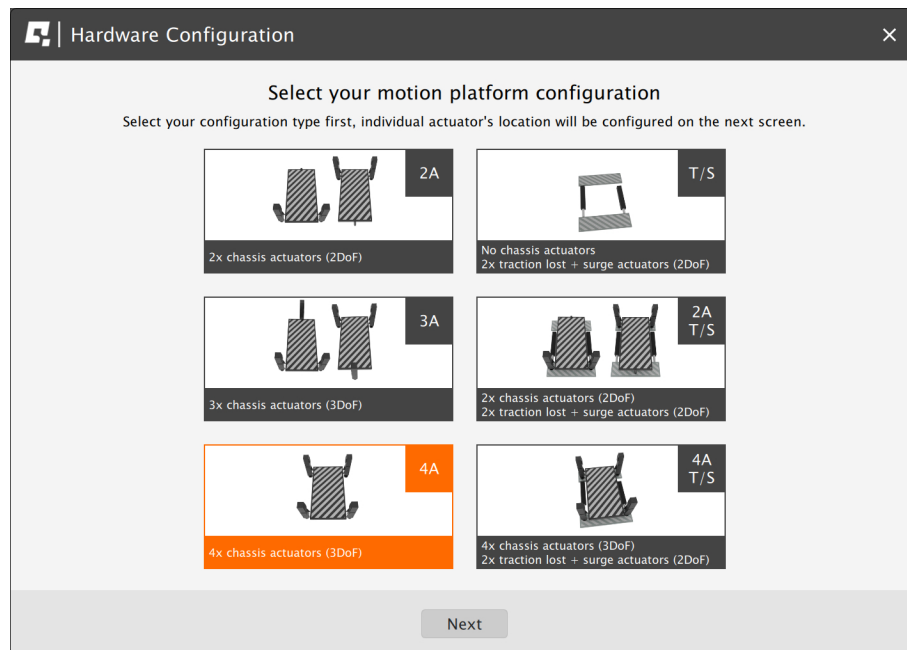 Hardware Configuration
Select your motion platform configuration
Select your configuration type first, individual actuator's location will be configured on the next screen.
2A
2x chassis actuators (2DoF)
T/S
No chassis actuators
2x traction lost + surge actuators (2DoF)
3A
3x chassis actuators (3DoF)
2A
T/S
2x chassis actuators (2DoF)
2x traction lost + surge actuators (2DoF)
4A
4x chassis actuators (3DoF)
4A
T/S
4x chassis actuators (3DoF)
2x traction lost + surge actuators (2DoF)
Next